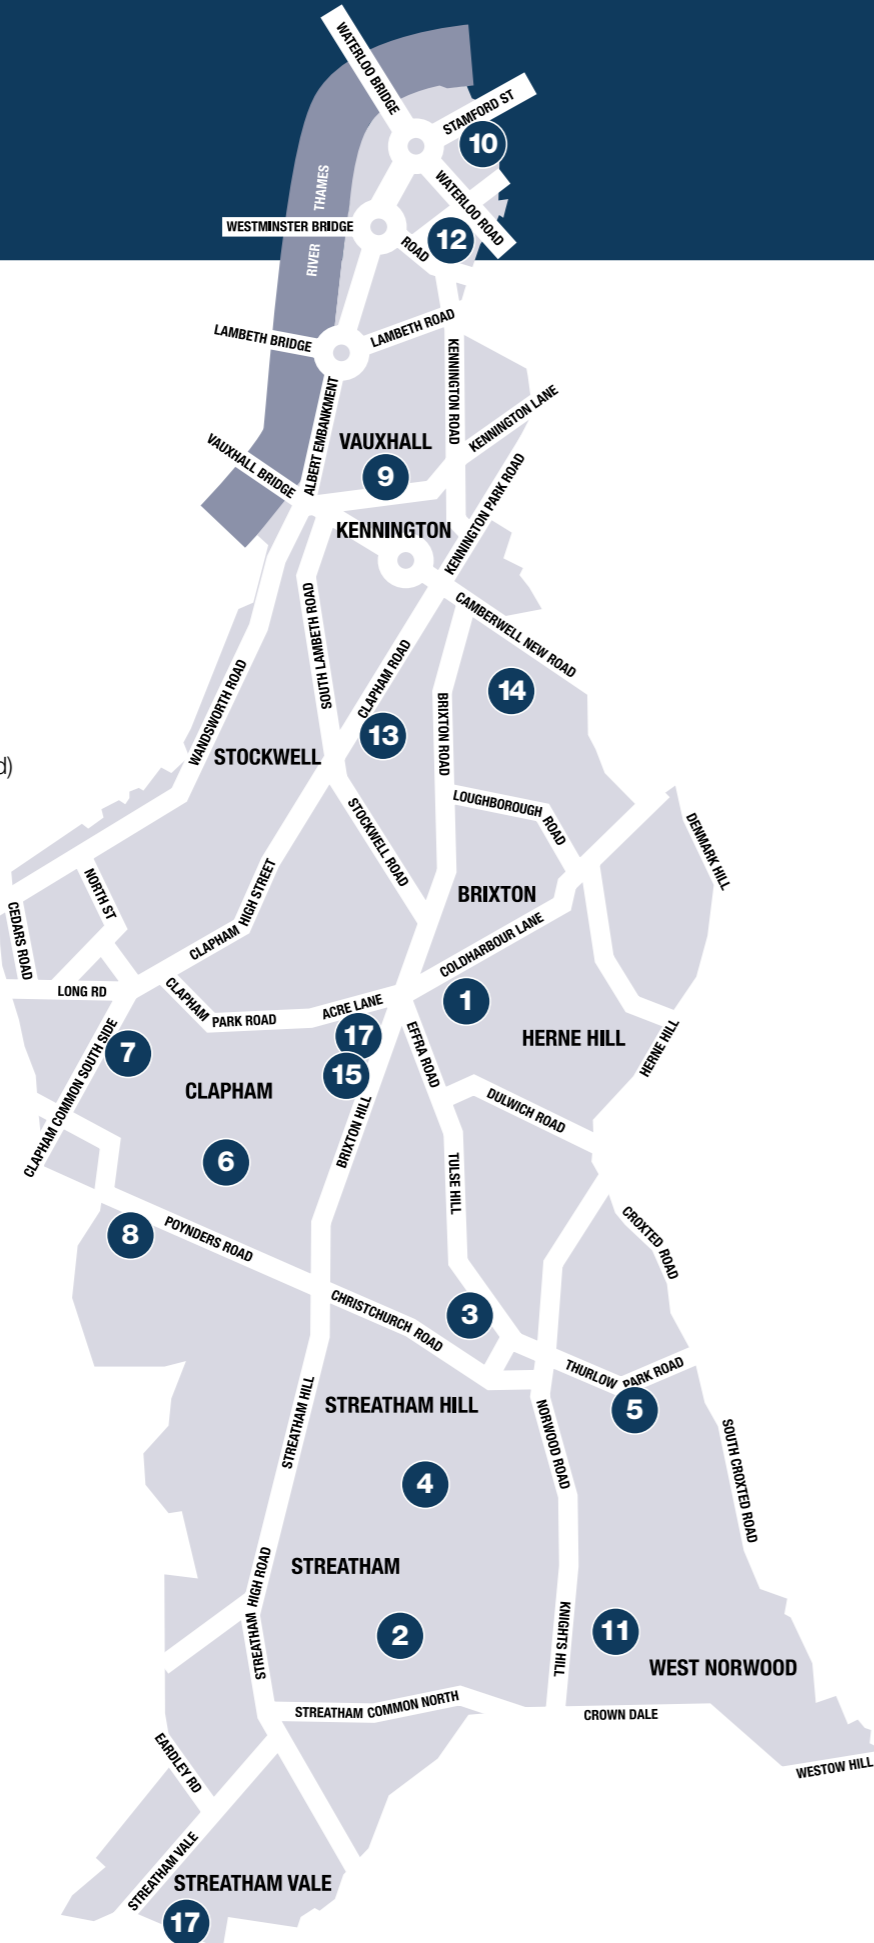 WATERLOO BRIDGE
STAMFORD ST
10
RIVER THAMES
WATERLOO ROAD
WESTMINSTER BRIDGE
ROAD
12
LAMBETH BRIDGE
LAMBETH ROAD
KENNINGTON ROAD
ALBERT EMBANKMENT
KENNINGTON LANE
VAUXHALL
VAUXHALL BRIDGE
9
KENNINGTON PARK ROAD
KENNINGTON
SOUTH LAMBETH ROAD
CAMBERWELL NEW ROAD
CLAPHAM ROAD
14
WANDSWORTH ROAD
BRIXTON ROAD
13
STOCKWELL
d)
LOUGHBOROUGH ROAD
STOCKWELL ROAD
DENMARK HILL
NORTH ST
CLAPHAM HIGH STREET
BRIXTON
CEDARS ROAD
COLDHARBOUR LANE
LONG RD
CLAPHAM PARK ROAD
ACRE LANE
1
17
EFFRA ROAD
HERNE HILL
HERNE HILL
7
CLAPHAM COMMON SOUTH SIDE
15
CLAPHAM
DULWICH ROAD
BRIXTON HILL
6
TULSE HILL
8
POYNDERS ROAD
CROXTED ROAD
3
CHRISTCHURCH ROAD
THURLOW PARK ROAD
5
STREATHAM HILL
STREATHAM HILL
NORWOOD ROAD
4
SOUTH CROXTED ROAD
STREATHAM
STREATHAM HIGH ROAD
2
KNIGHTS HILL
11
WEST NORWOOD
STREATHAM COMMON NORTH
CROWN DALE
EARDLEY RD
WESTOW HILL
STREATHAM VALE
STREATHAM VALE
17